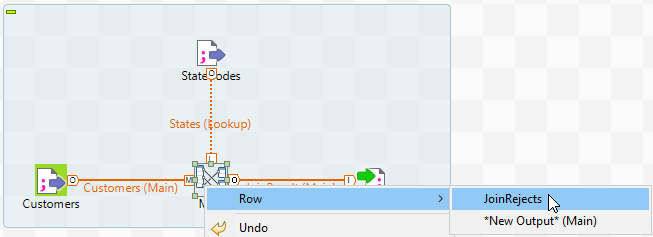 StateCodes
O
States (Lookup)
L
O
Customers (Main)
M
O
I
Customers
Row
JoinRejects
*New Output* (Main)
Undo